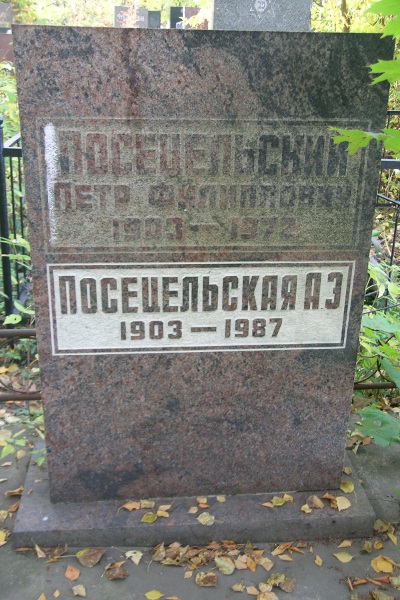 ПОСЕЦЕЛЬСКИЙ
ПЕТР ФИЛИППОВИЧ
1903 — 1972
ПОСЕЦЕЛЬСКАЯ А Э
1903 — 1987